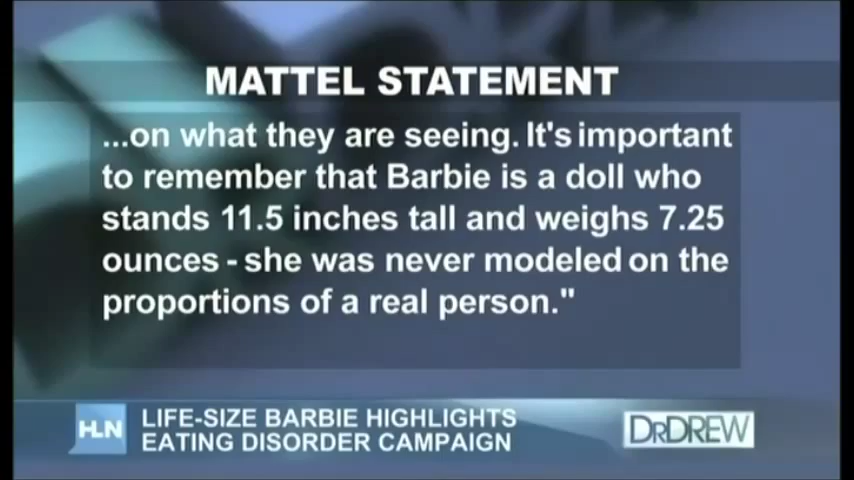 MATTEL STATEMENT
...on what they are seeing. It's important
to remember that Barbie is a doll who
stands 11.5 inches tall and weighs 7.25
ounces - she was never modeled on the
proportions of a real person."
HLN
LIFE-SIZE BARBIE HIGHLIGHTS
EATING DISORDER CAMPAIGN
DRDREW